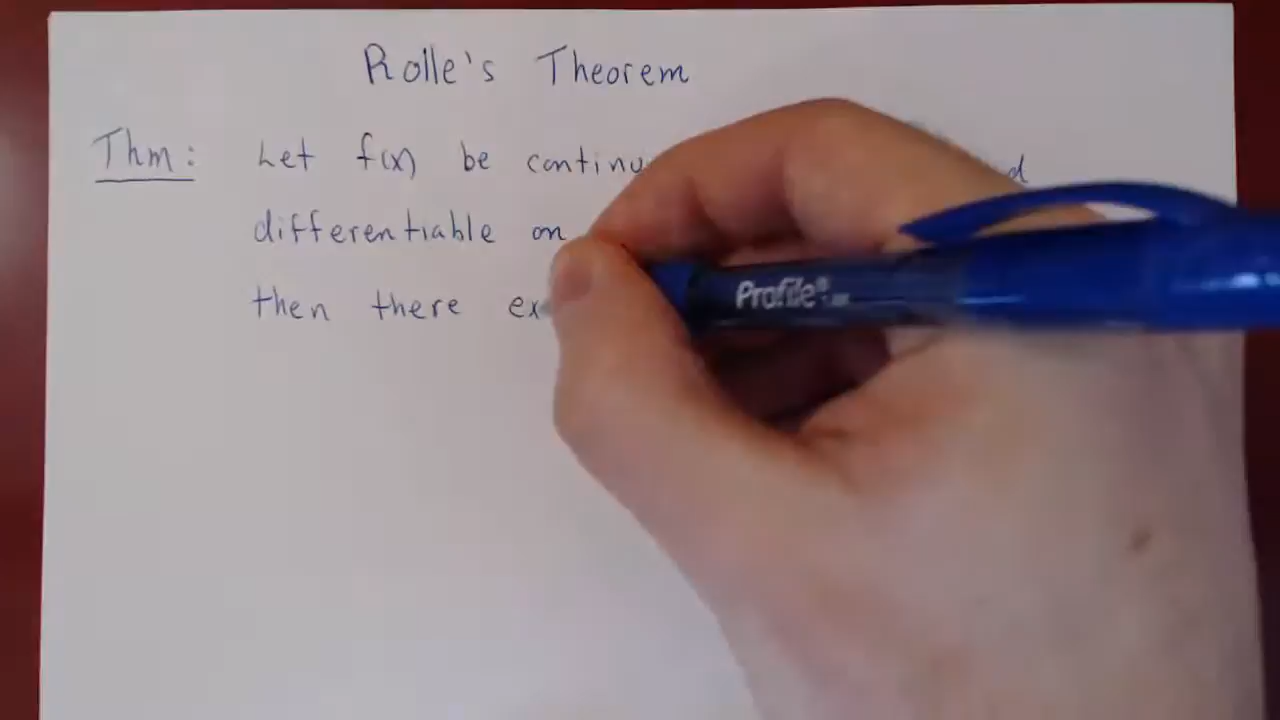 Rolle's Theorem
Thm: Let f(x) be continu
differentiable on
then there ex
Profile